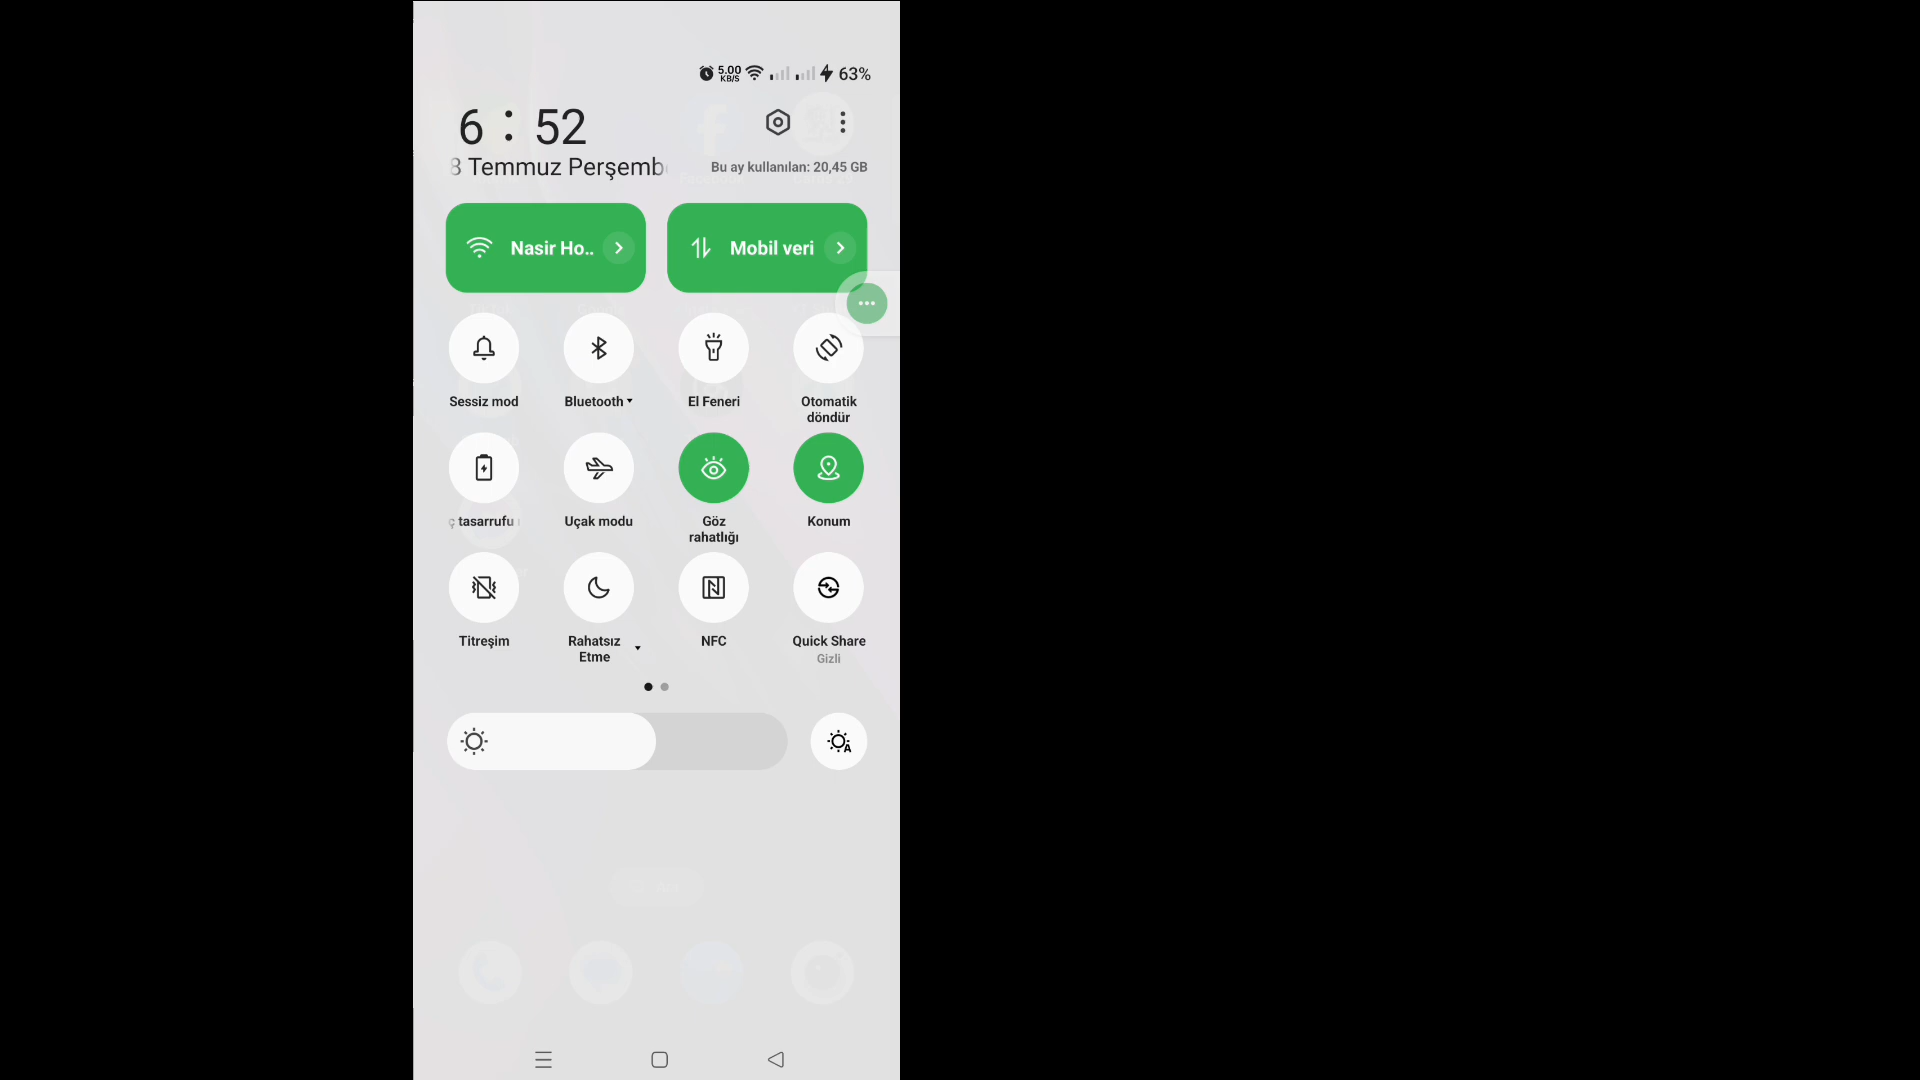 5.00
KB/S
63%
6 : 52
8 Temmuz Perşemb
Bu ay kullanılan: 20,45 GB
Nasir Ho..
Mobil veri
Sessiz mod
Bluetooth
El Feneri
Otomatik
döndür
tasarrufu
Uçak modu
Göz
rahatlığı
Konum
Titreşim
Rahatsız
Etme
NFC
Quick Share
Gizli
A